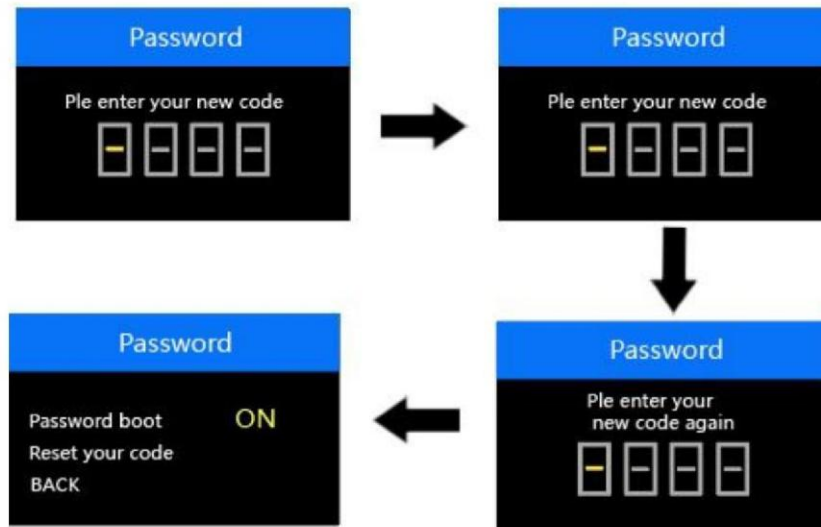 Password
Ple enter your new code
– – – –
Password
Ple enter your new code
– – – –
Password
Ple enter your
new code again
– – – –
Password
Password boot ON
Reset your code
BACK